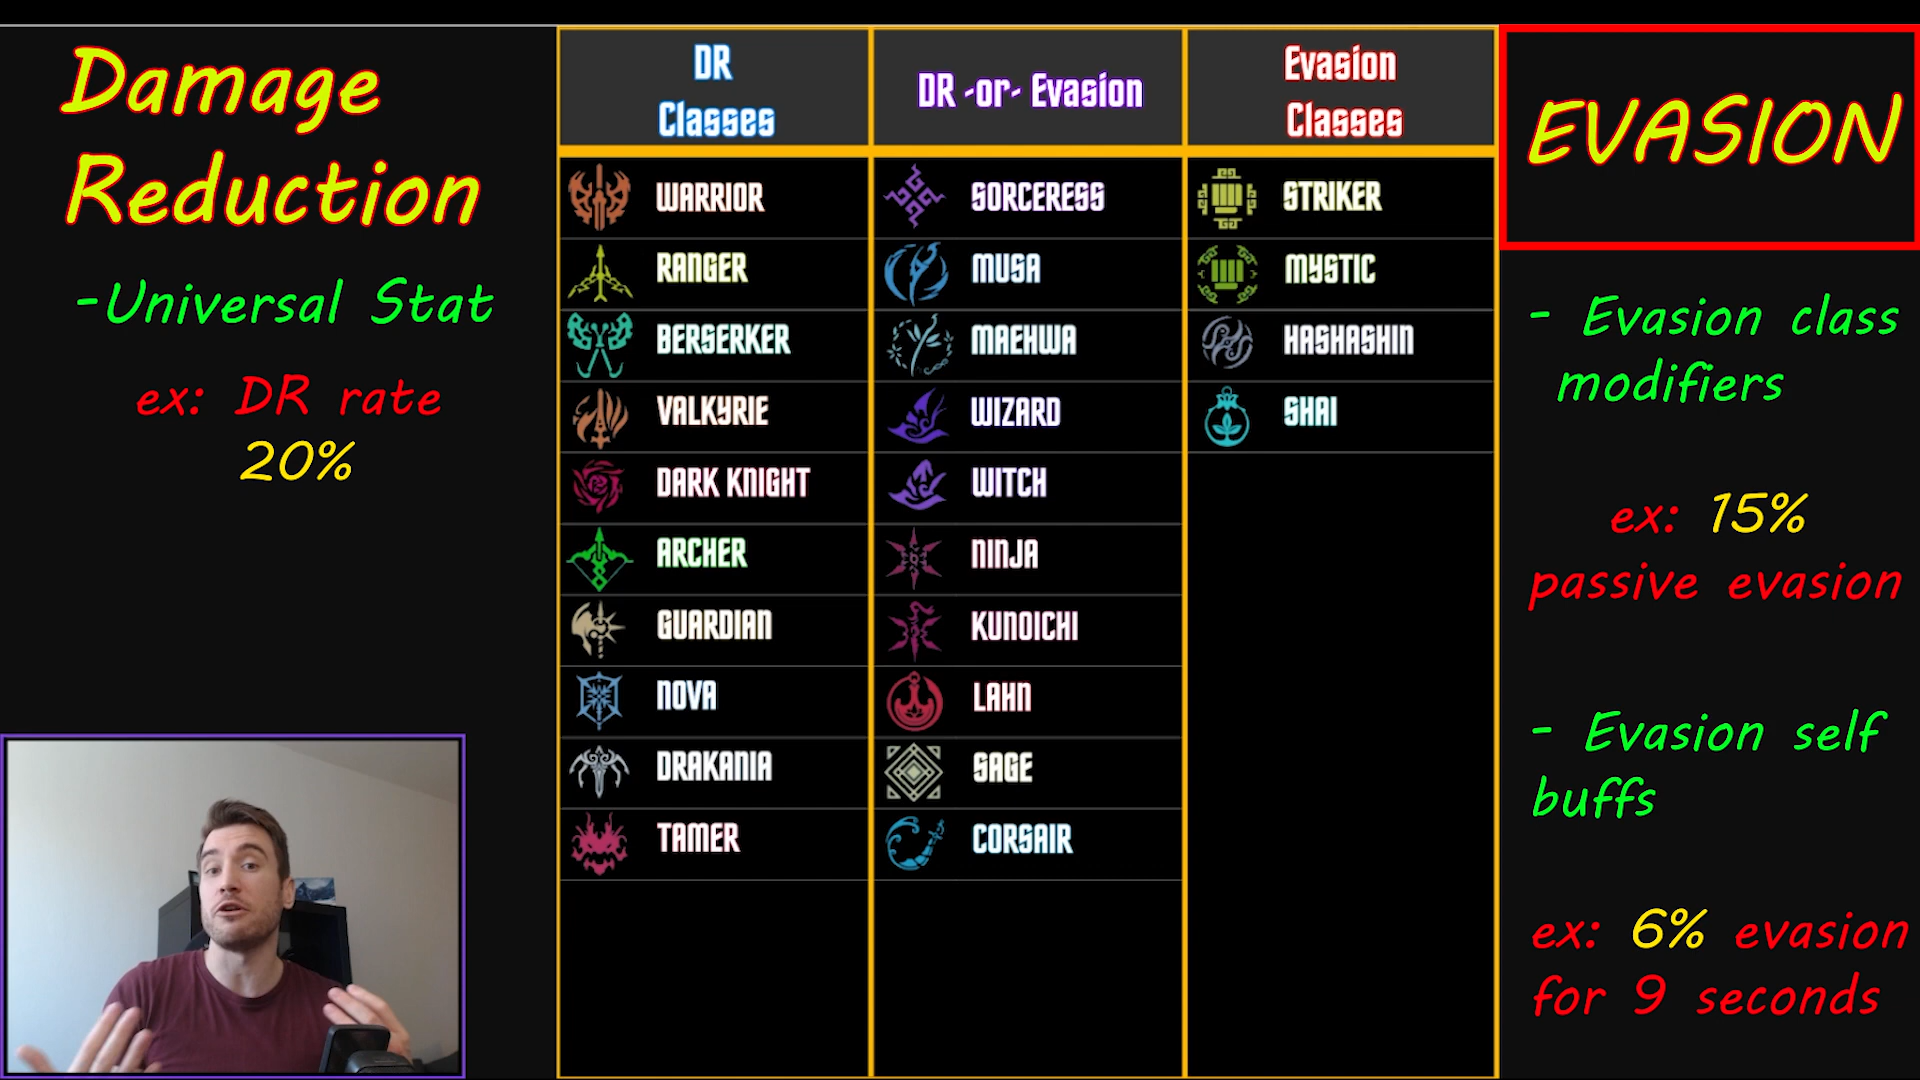 Damage
Reduction
-Universal Stat
ex: DR rate
20%
DR
Classes
WARRIOR
RANGER
BERSERKER
VALKYRIE
DARK KNIGHT
ARCHER
GUARDIAN
NOVA
DRAKANIA
TAMER
DR -or- Evasion
SORCERESS
MUSA
MAEHWA
WIZARD
WITCH
NINJA
KUNOICHI
LAHN
SAGE
CORSAIR
Evasion
Classes
STRIKER
MYSTIC
HASHASHIN
SHAI
EVASION
- Evasion class
modifiers
ex: 15%
passive evasion
- Evasion self
buffs
ex: 6% evasion
for 9 seconds